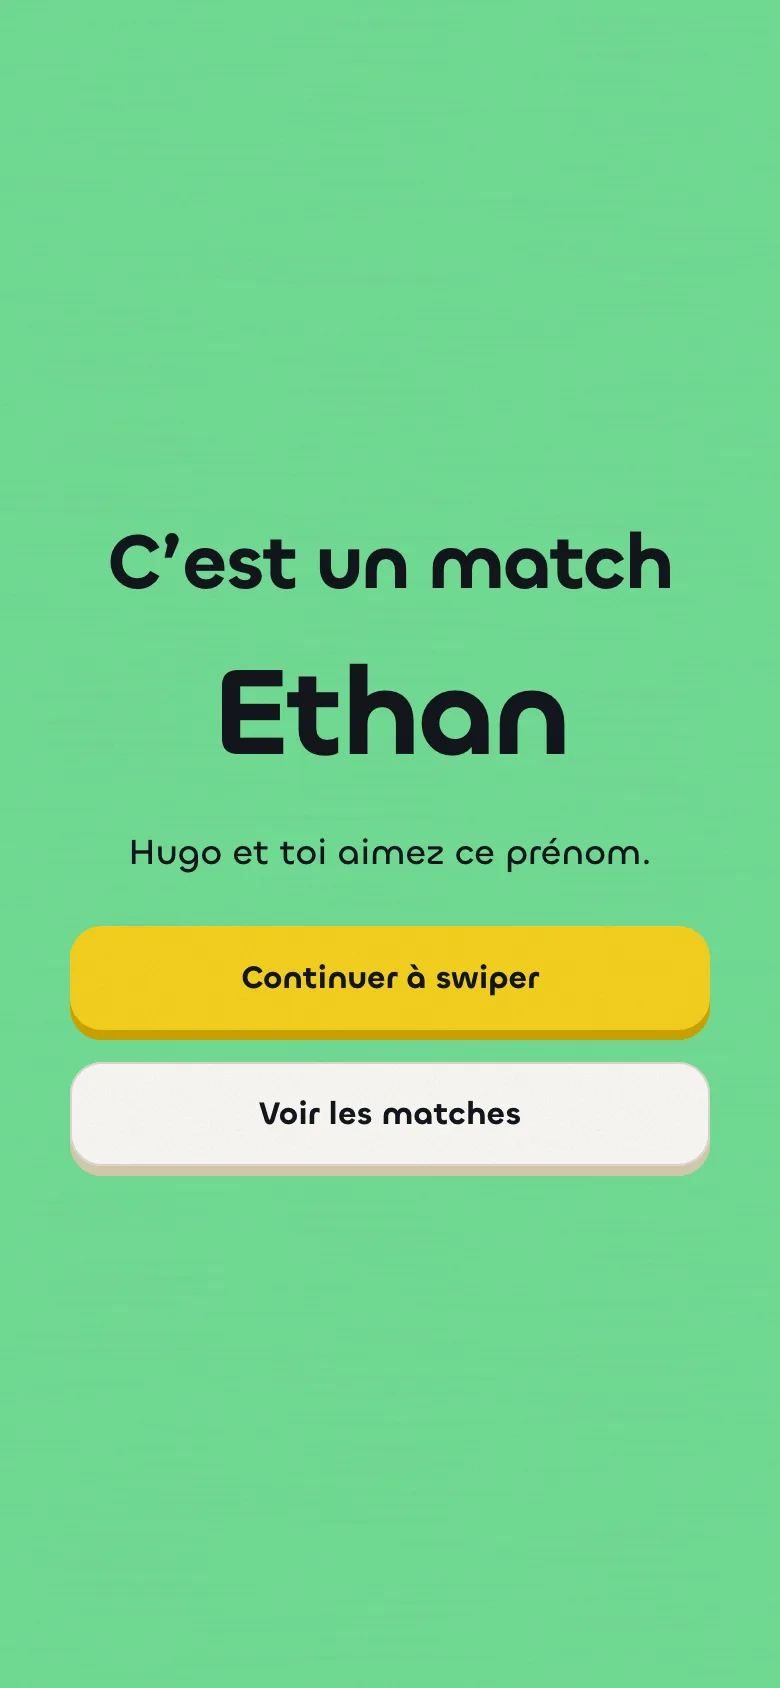 C’est un match
Ethan
Hugo et toi aimez ce prénom.
Continuer à swiper
Voir les matches